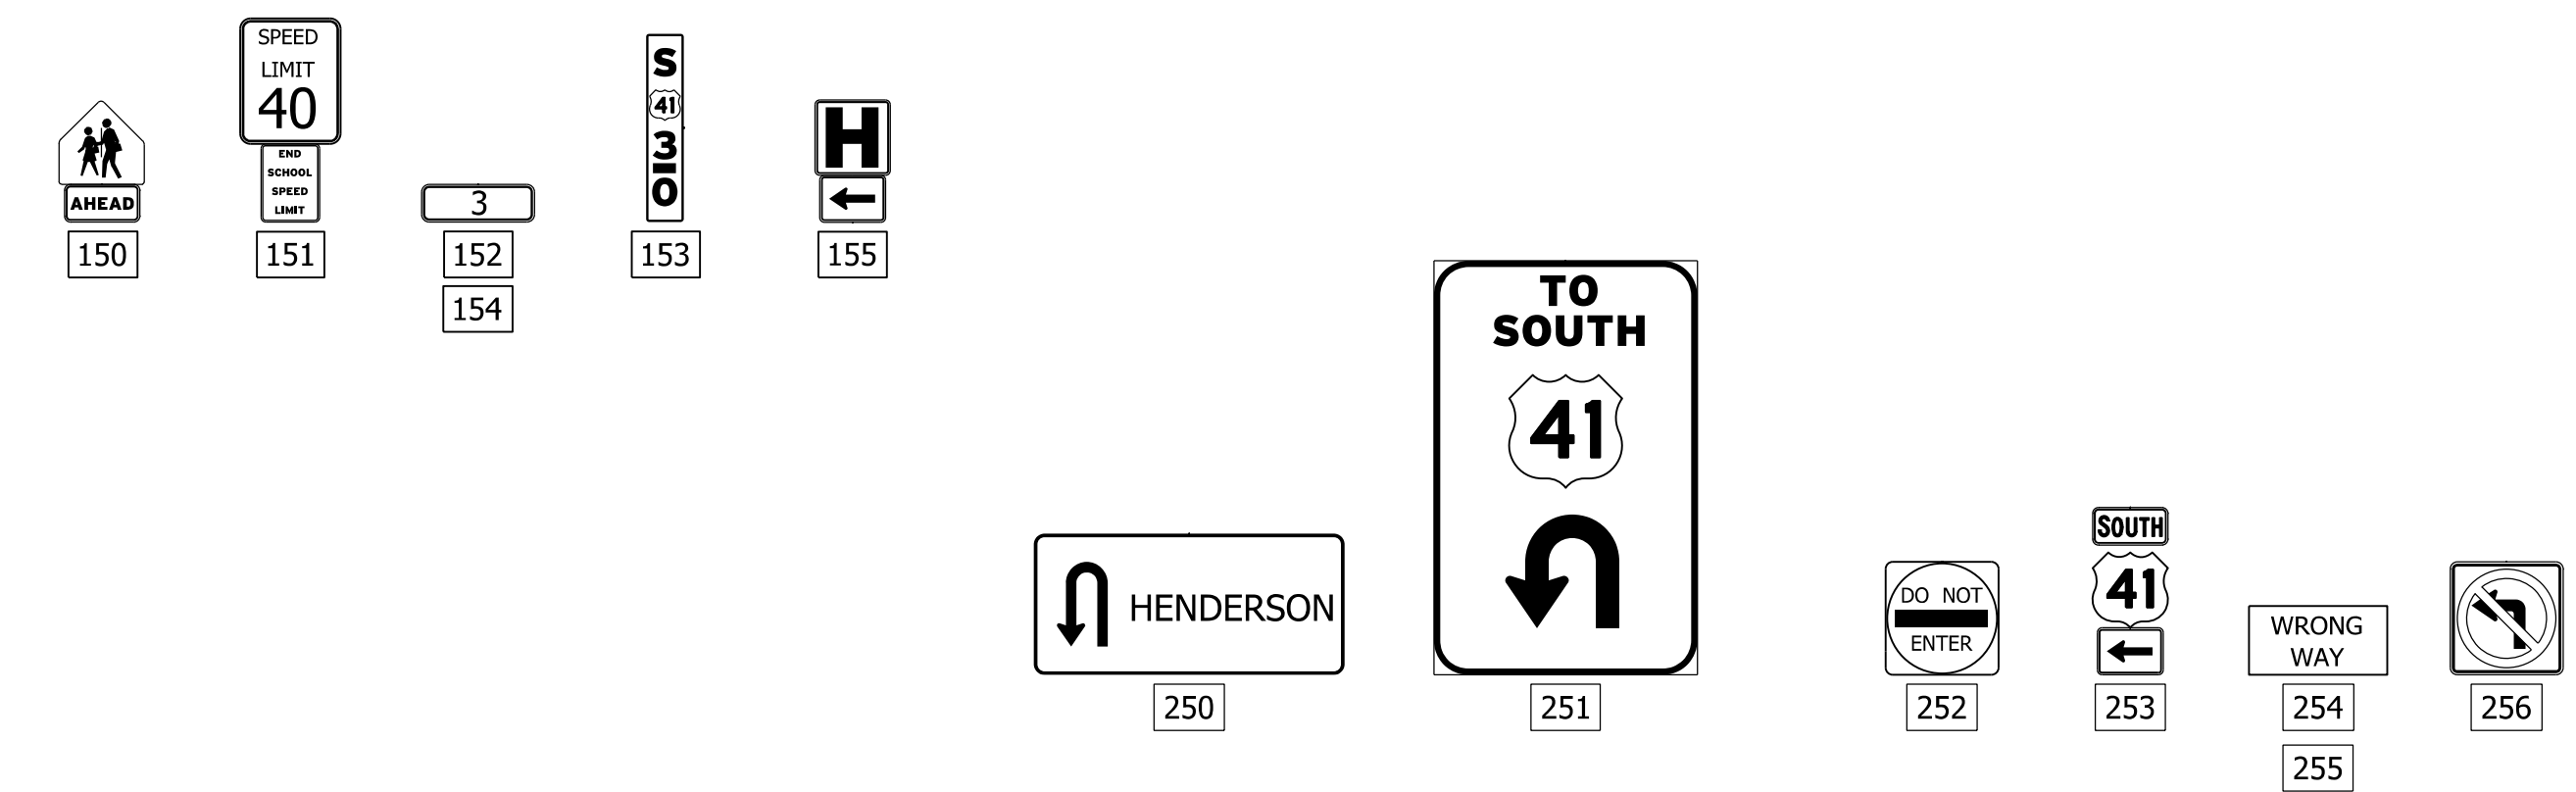 SPEED
LIMIT
40
AHEAD
END
SCHOOL
SPEED
LIMIT
3
S
41
3
0
H
150
151
152
153
155
154
TO
SOUTH
41
HENDERSON
DO NOT
ENTER
SOUTH
41
WRONG
WAY
250
251
252
253
254
256
255